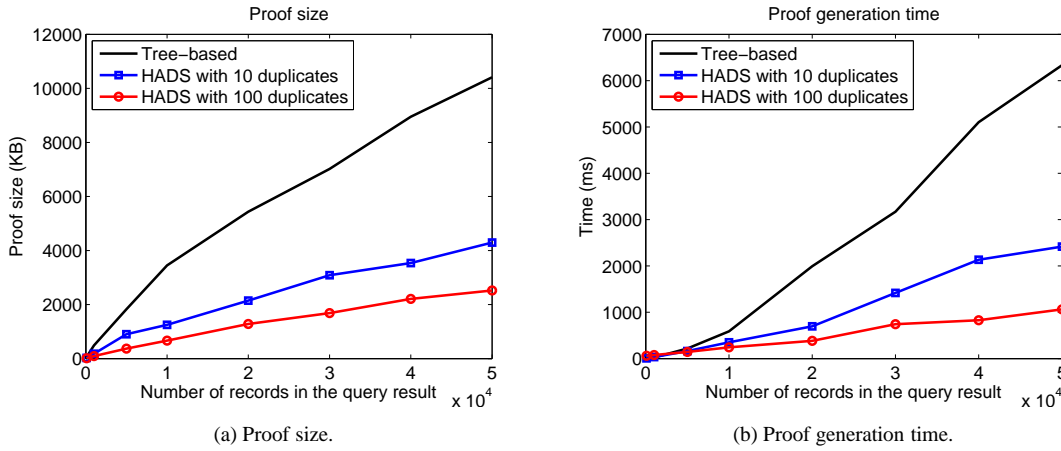 Proof size
12000
10000
8000
6000
4000
2000
0
Proof size (KB)
Tree−based
HADS with 10 duplicates
HADS with 100 duplicates
0 1 2 3 4 5
Number of records in the query result
x 10^4
(a) Proof size.
Proof generation time
7000
6000
5000
4000
3000
2000
1000
0
Time (ms)
Tree−based
HADS with 10 duplicates
HADS with 100 duplicates
0 1 2 3 4 5
Number of records in the query result
x 10^4
(b) Proof generation time.